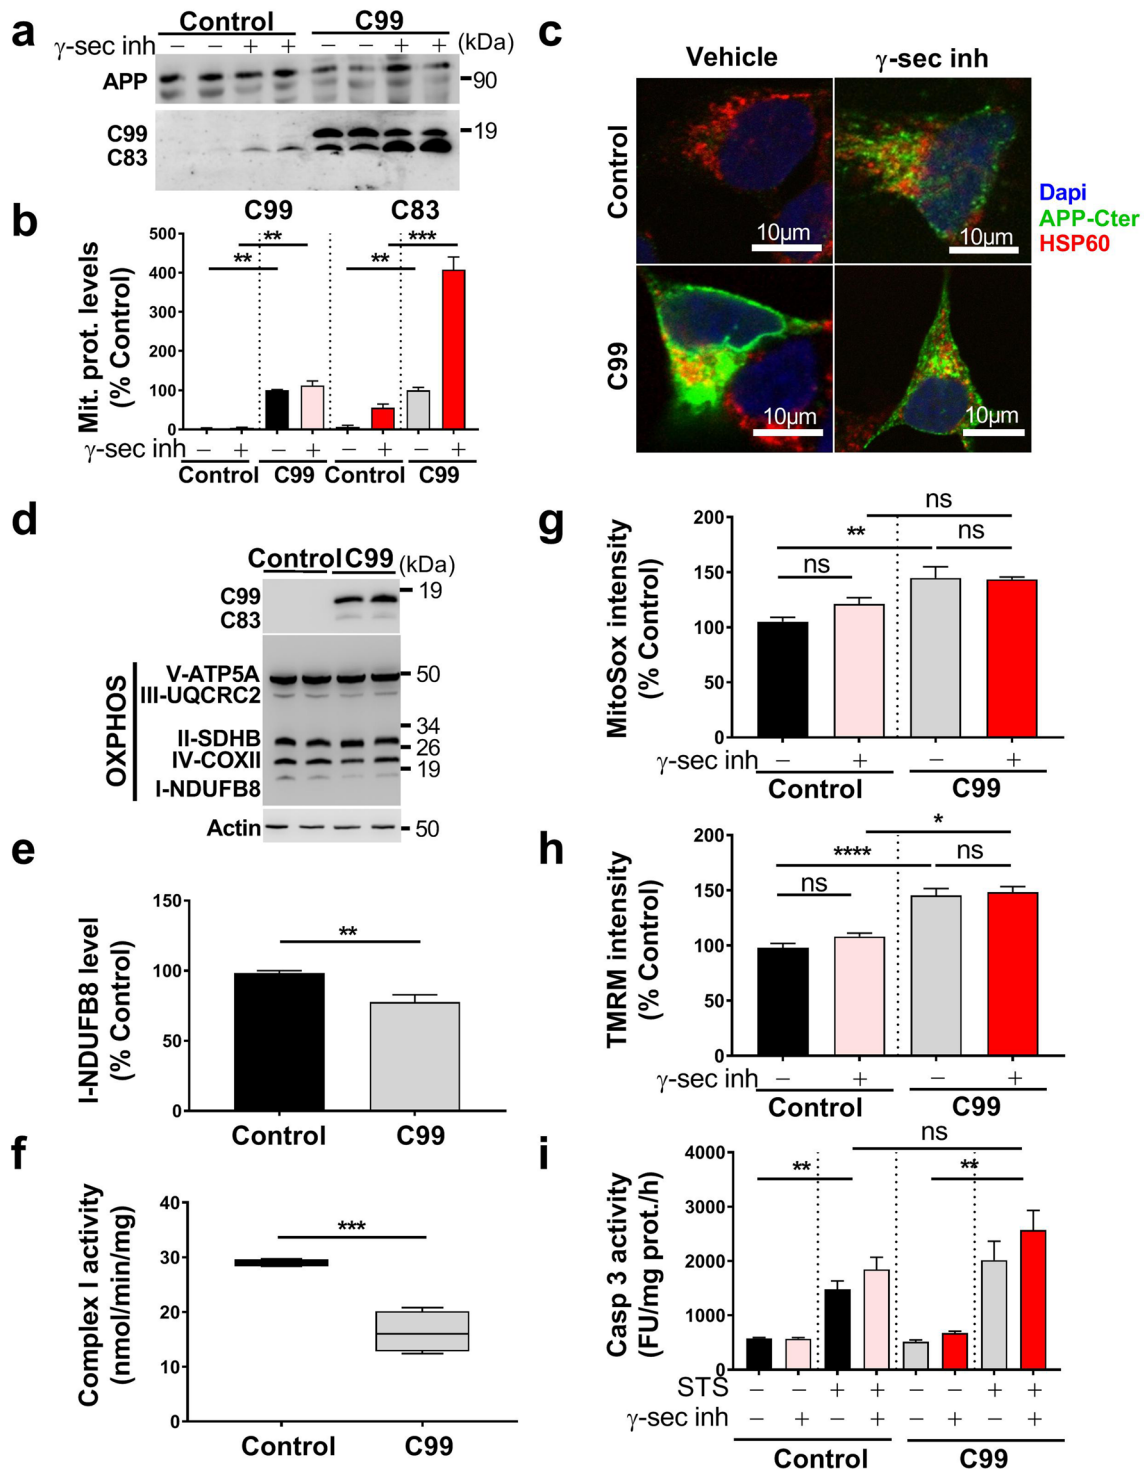 a
Control C99
γ-sec inh – – + + – – + + (kDa)
APP 90
C99 19
C83
b
C99 C83
Mit. prot. levels
(% Control)
500
400
300
200
100
0
** ** ** ***
γ-sec inh – + – + – + – +
Control C99 Control C99
c
Vehicle γ-sec inh
Control
C99
10µm 10µm
10µm 10µm
Dapi
APP-Cter
HSP60
d
Control C99 (kDa)
C99 19
C83
OXPHOS
V-ATP5A 50
III-UQCRC2
II-SDHB 34
26
IV-COXII 19
I-NDUFB8
Actin 50
e
I-NDUFB8 level
(% Control)
150
100
50
0
**
Control C99
f
Complex I activity
(nmol/min/mg)
40
30
20
10
0
***
Control C99
g
MitoSox intensity
(% Control)
200
150
100
50
0
ns
** ns
ns
γ-sec inh – + – +
Control C99
h
TMRM intensity
(% Control)
200
150
100
50
0
*
**** ns
ns
γ-sec inh – + – +
Control C99
i
Casp 3 activity
(FU/mg prot./h)
4000
3000
2000
1000
0
ns
** **
STS – – + + – – + +
γ-sec inh – + – + – + – +
Control C99